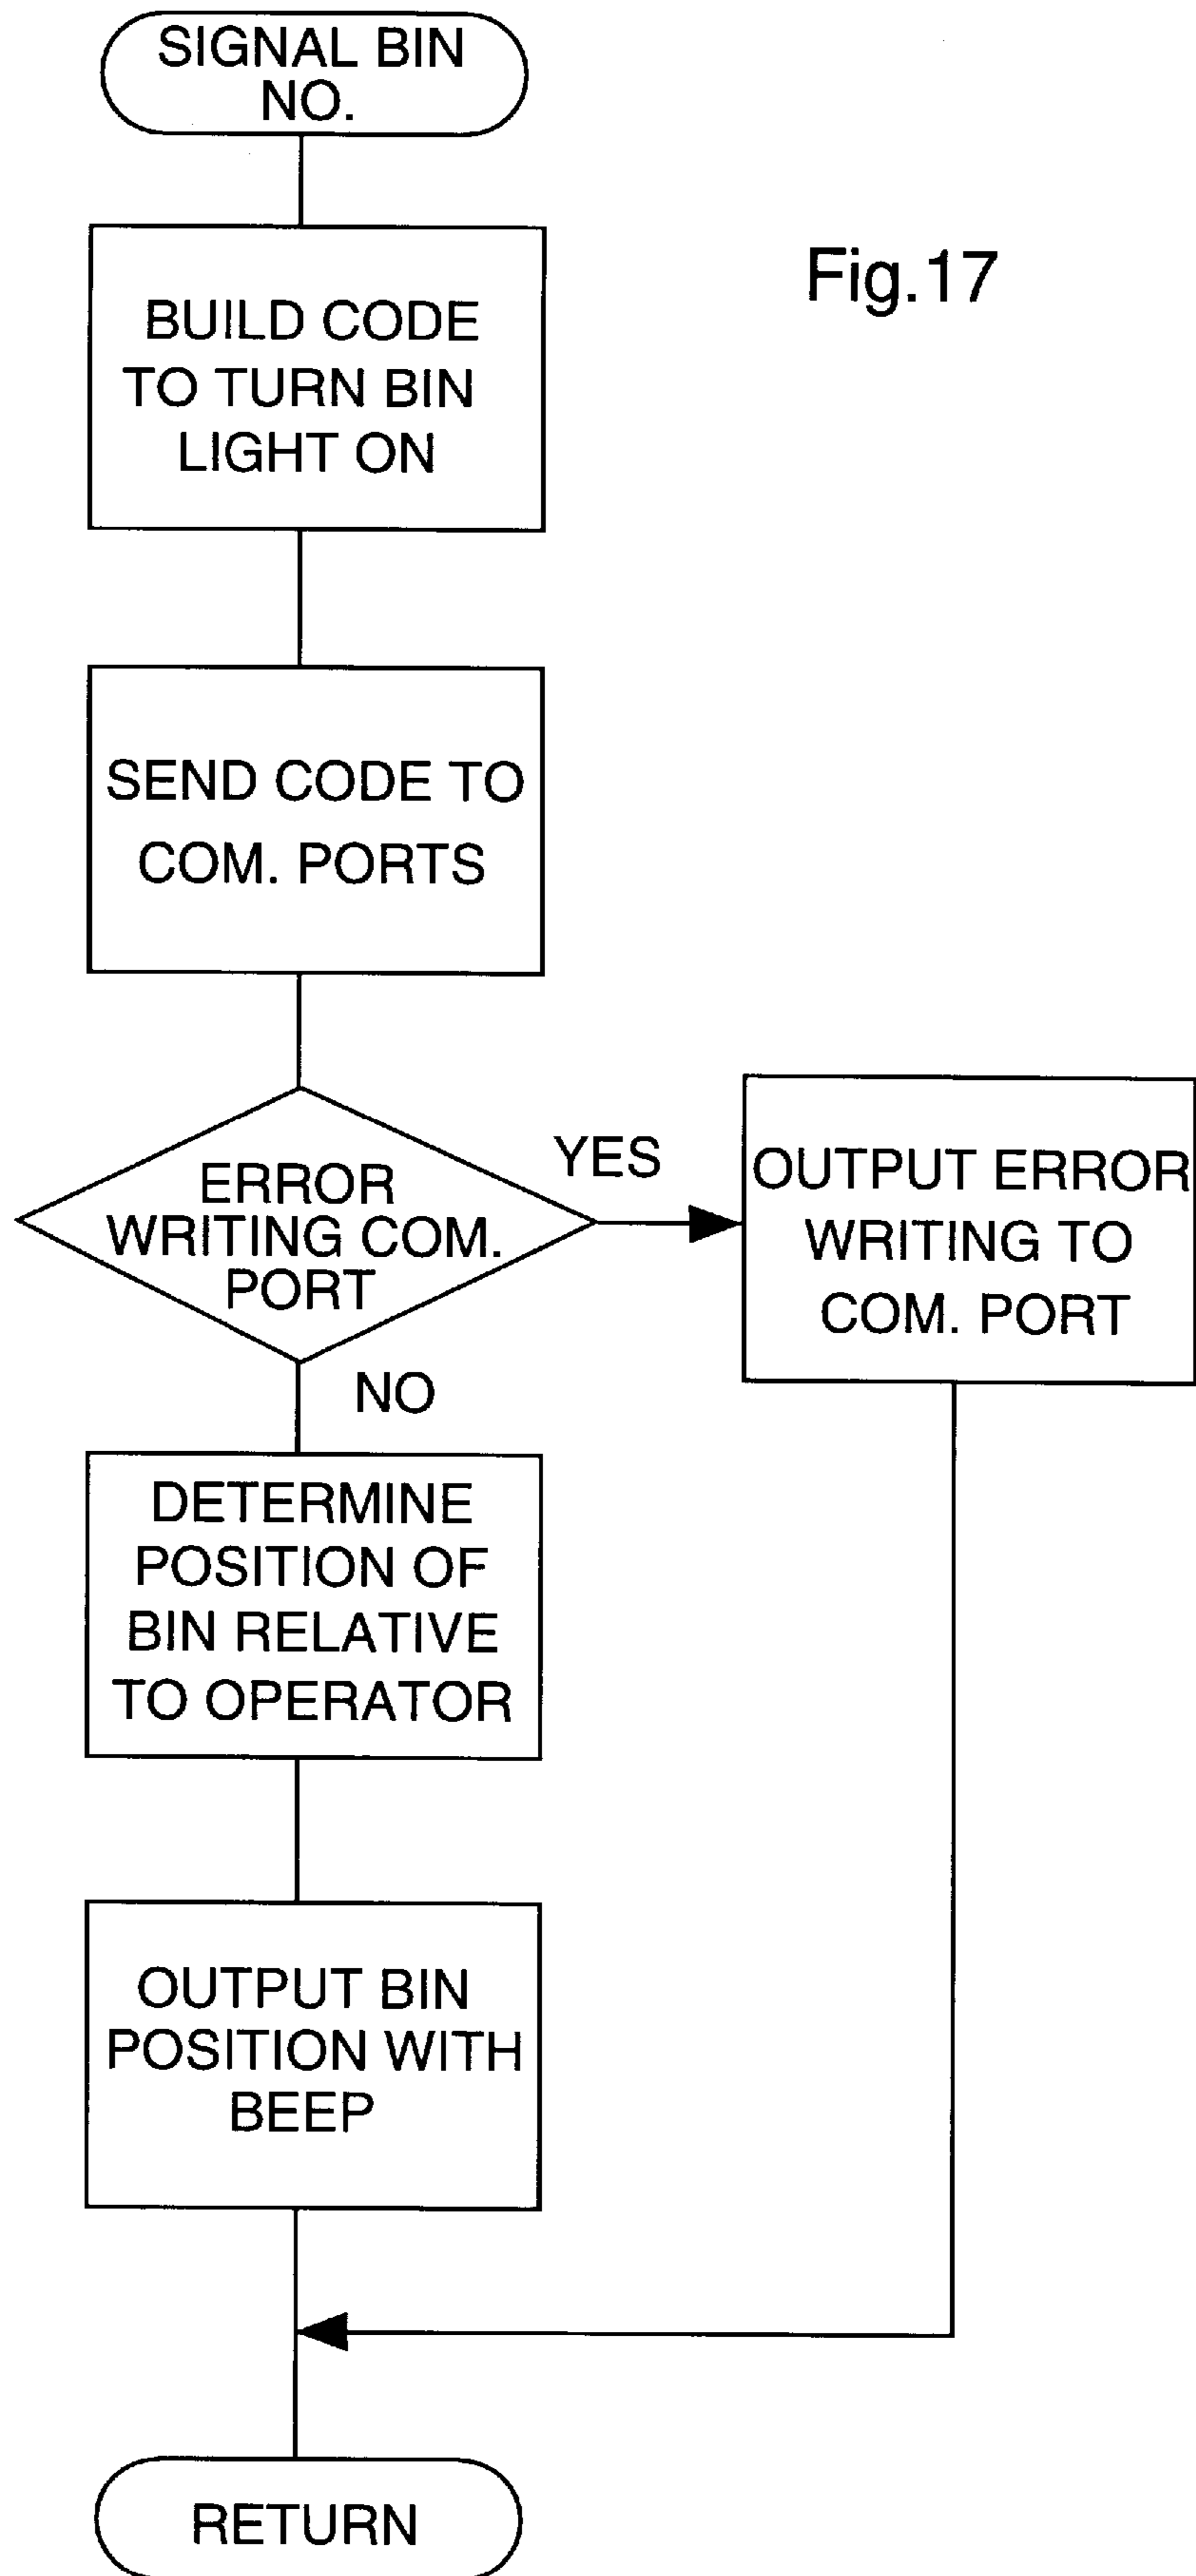 SIGNAL BIN
NO.
Fig.17
BUILD CODE
TO TURN BIN
LIGHT ON
SEND CODE TO
COM. PORTS
ERROR
WRITING COM.
PORT
YES
OUTPUT ERROR
WRITING TO
COM. PORT
NO
DETERMINE
POSITION OF
BIN RELATIVE
TO OPERATOR
OUTPUT BIN
POSITION WITH
BEEP
RETURN